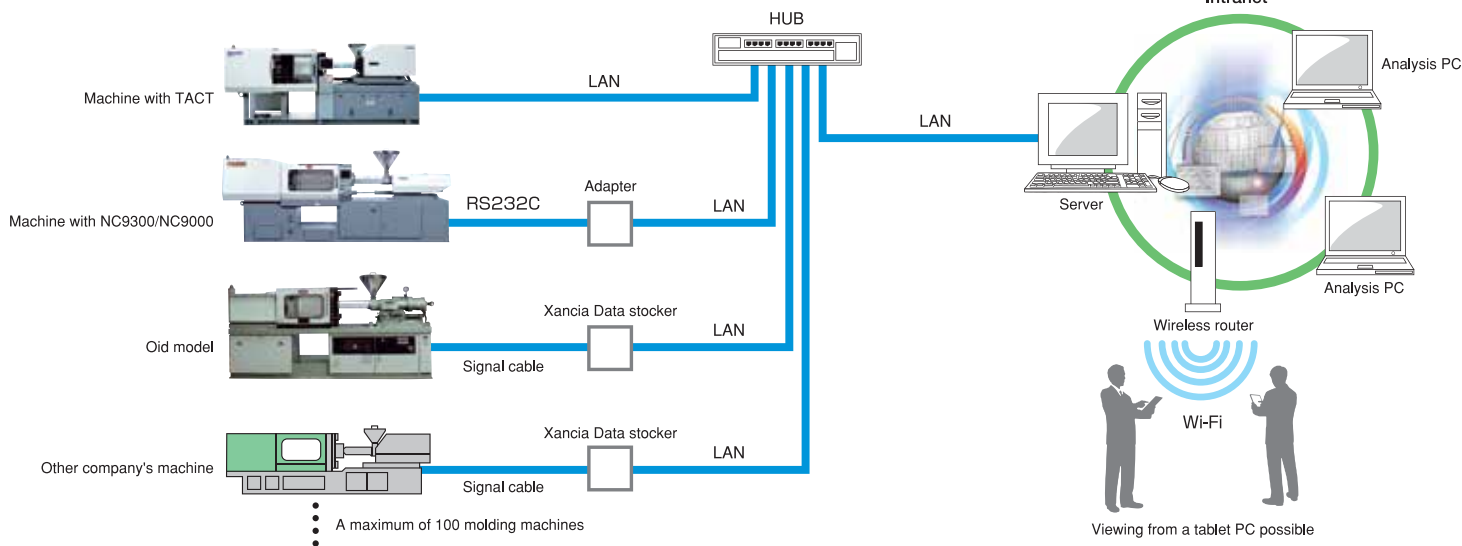 HUB
Intranet
LAN
Machine with TACT
Analysis PC
LAN
Adapter
RS232C
LAN
Server
Machine with NC9300/NC9000
Analysis PC
Xancia Data stocker
Wireless router
Oid model
LAN
Signal cable
Wi-Fi
Xancia Data stocker
LAN
Other company's machine
Signal cable
A maximum of 100 molding machines
Viewing from a tablet PC possible